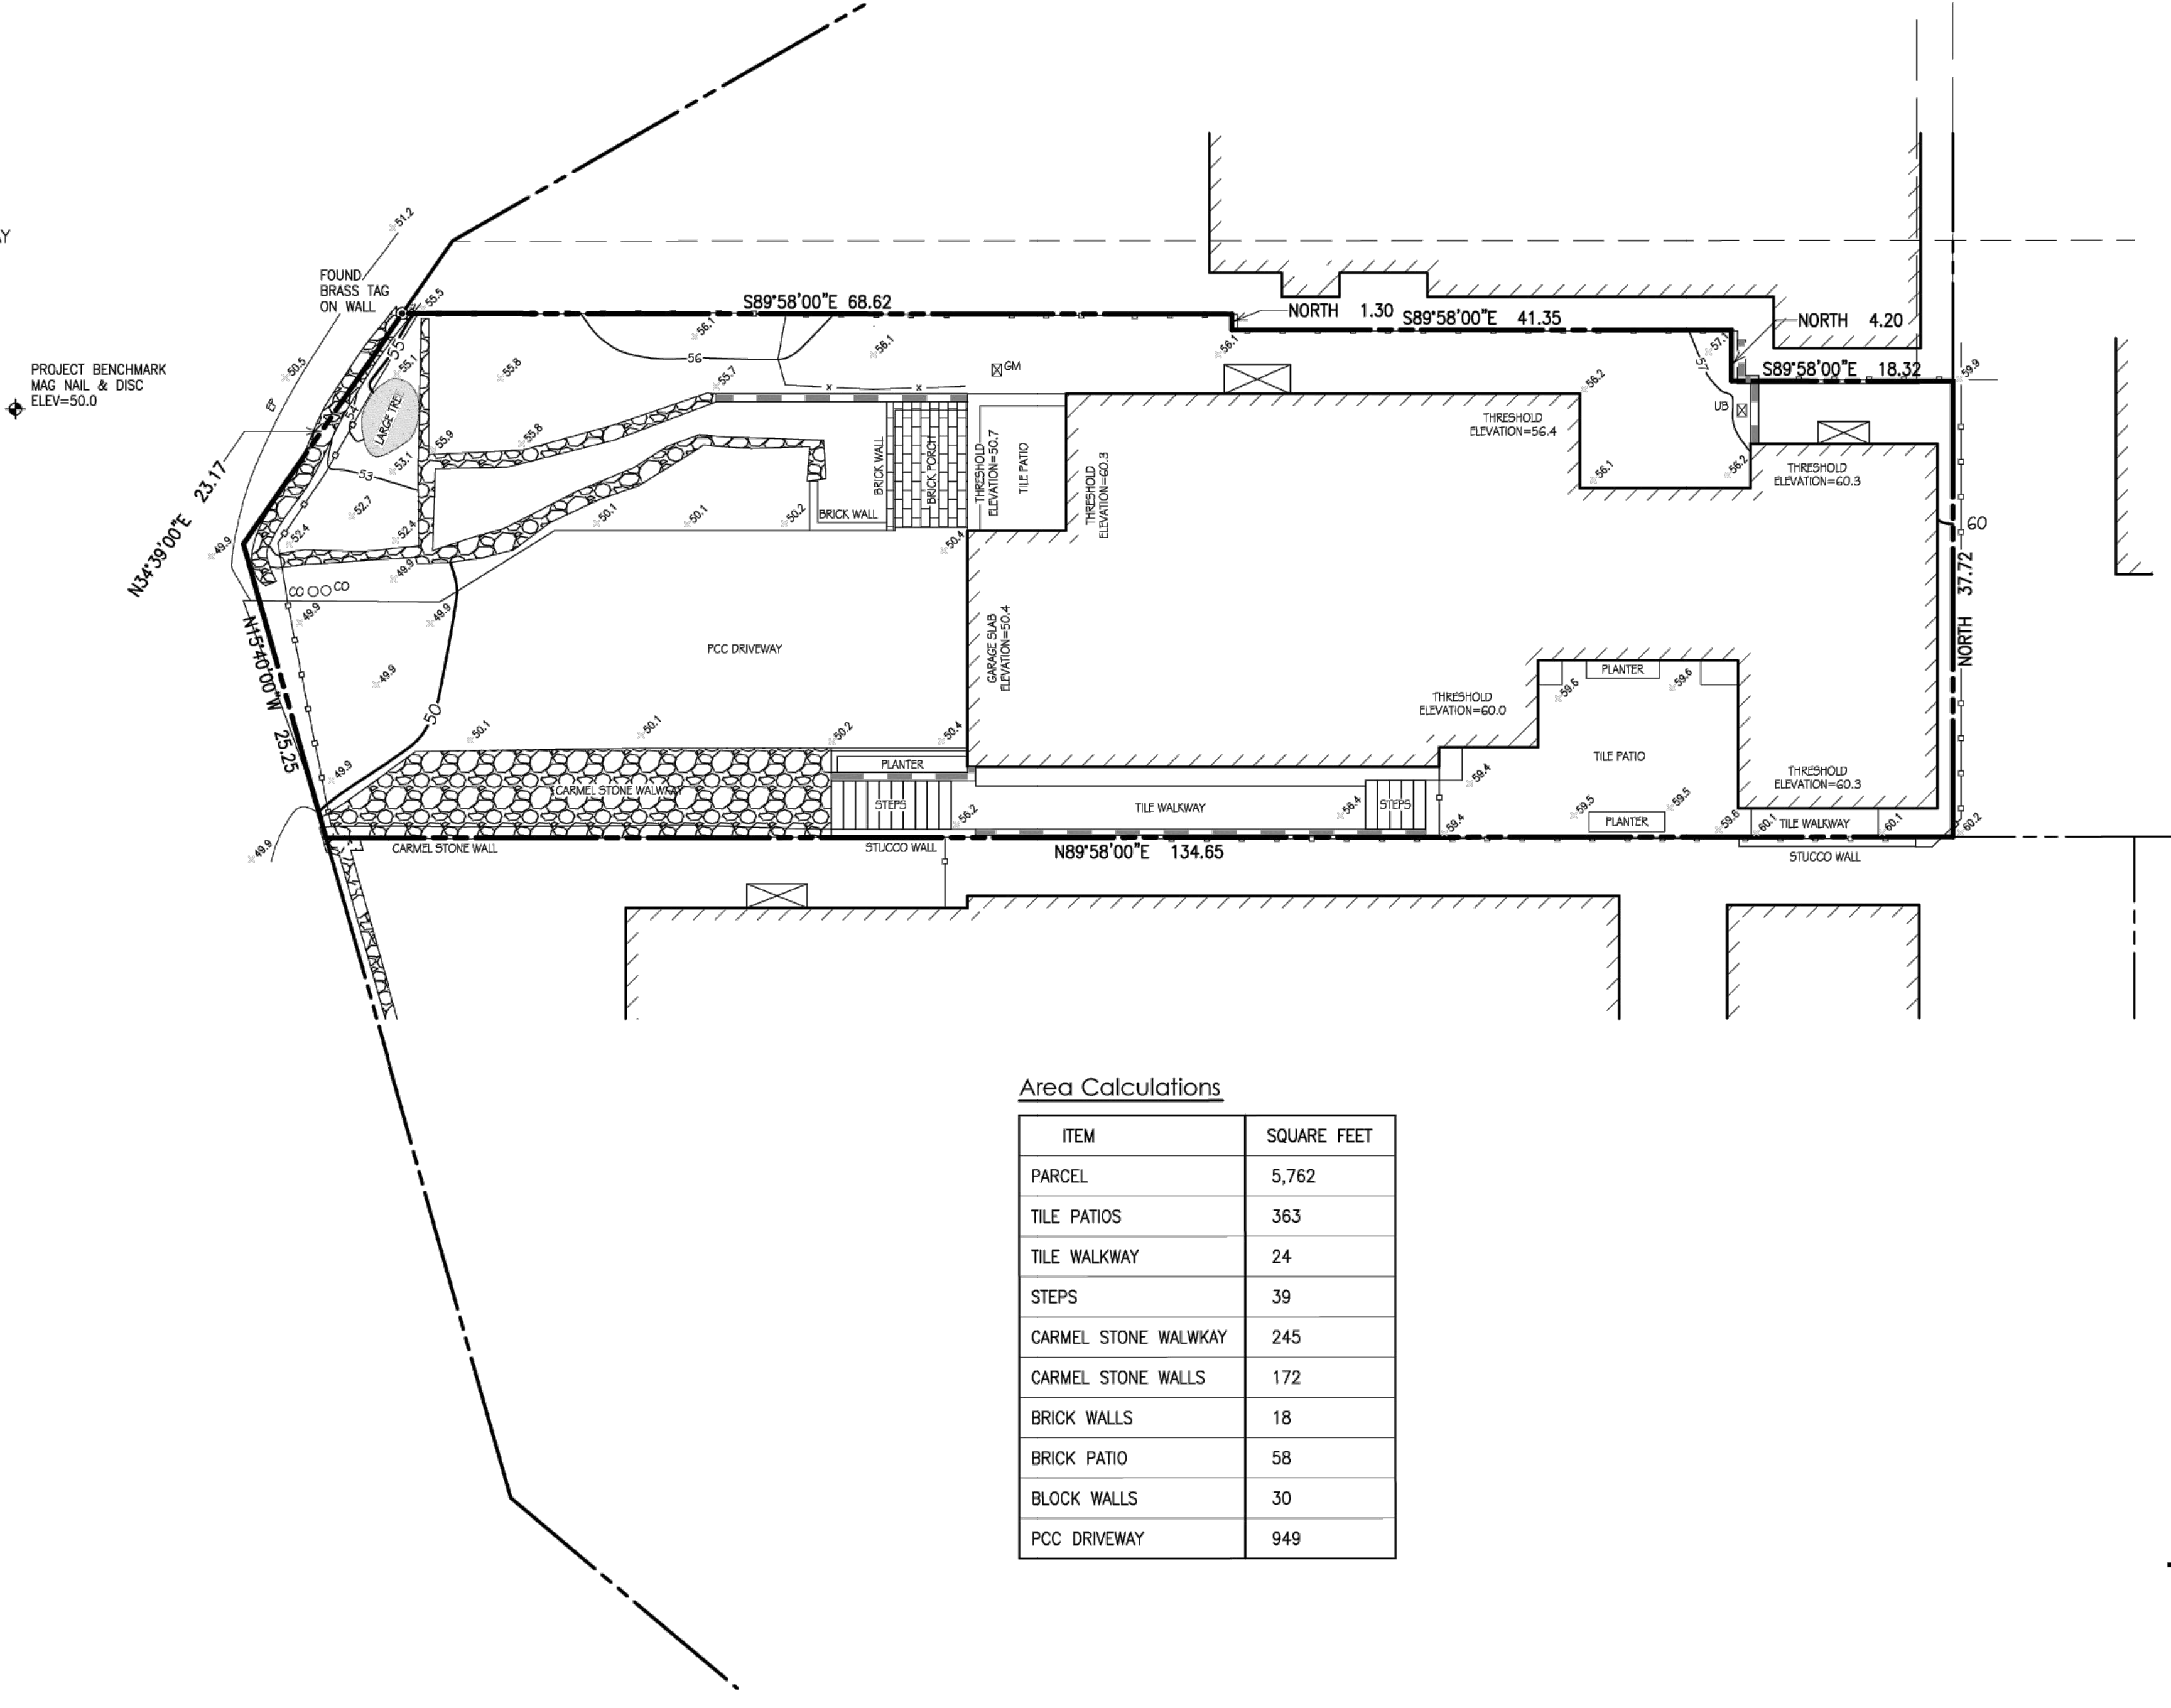 Y
51.2
FOUND
BRASS TAG
ON WALL
55.5
PROJECT BENCHMARK
MAG NAIL & DISC
ELEV=50.0
S89°58'00"E 68.62
NORTH 1.30
S89°58'00"E 41.35
NORTH 4.20
S89°58'00"E 18.32
59.9
50.5
EP
55
55.1
54
LARGE TREE
53.1
53
52.7
52.4
52.4
55.9
55.8
55.8
56.1
56
55.7
56.1
x
x
GM
56.1
56.2
57.1
57
UB
56.2
56.1
N34°39'00"E 23.17
49.9
BRICK WALL
BRICK PORCH
THRESHOLD
ELEVATION=50.7
TILE PATIO
THRESHOLD
ELEVATION=60.3
THRESHOLD
ELEVATION=56.4
THRESHOLD
ELEVATION=60.3
BRICK WALL
50.1
50.1
50.2
50.4
60
NORTH 37.72
49.9
CO
CO
49.9
49.9
N15°40'00"W 25.25
49.9
50
PCC DRIVEWAY
GARAGE SLAB
ELEVATION=50.4
THRESHOLD
ELEVATION=60.0
PLANTER
59.6
59.6
TILE PATIO
THRESHOLD
ELEVATION=60.3
50.1
50.1
50.2
50.4
49.9
49.9
PLANTER
CARMEL STONE WALWKAY
STEPS
56.2
TILE WALKWAY
56.4
STEPS
59.4
59.4
59.5
PLANTER
59.5
59.6
60.1
TILE WALKWAY
60.1
60.2
CARMEL STONE WALL
STUCCO WALL
N89°58'00"E 134.65
STUCCO WALL
Area Calculations
ITEM SQUARE FEET
PARCEL 5,762
TILE PATIOS 363
TILE WALKWAY 24
STEPS 39
CARMEL STONE WALWKAY 245
CARMEL STONE WALLS 172
BRICK WALLS 18
BRICK PATIO 58
BLOCK WALLS 30
PCC DRIVEWAY 949